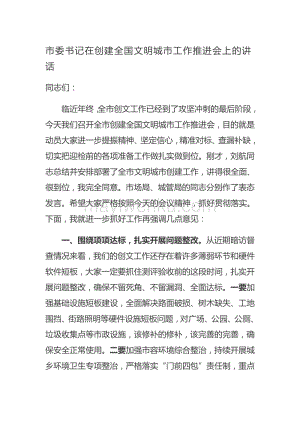 市委书记在创建全国文明城市工作推进会上的讲
话
同志们：
临近年终，全市创文工作已经到了攻坚冲刺的最后阶段，
今天我们召开全市创建全国文明城市工作推进会，目的就是
动员大家进一步提振精神、坚定信心，精准对标、查漏补缺，
切实把迎检前的各项准备工作做扎实做到位。刚才，刘航同
志总结并安排部署了全市文明城市创建工作，讲得很全面、
很到位，我完全同意。市场局、城管局的同志分别作了表态
发言。希望大家严格按照今天的会议精神，抓好贯彻落实。
下面，我就进一步抓好工作再强调几点意见：
一、围绕项项达标，扎实开展问题整改。从近期暗访督
查情况来看，我们的创文工作还存在着许多薄弱环节和硬件
软件短板，大家一定要抓住测评验收前的这段时间，扎实开
展问题整改，确保不留死角、不留漏洞、全面达标。一要加
强基础设施短板建设，全面解决路面破损、树木缺失、工地
围挡、街路照明等硬件设施短板问题，对广场、公园、公厕、
垃圾收集点等市政设施，该修补的修补，该完善的完善，确
保安全正常使用。二要加强市容环境综合整治，持续开展城
乡环境卫生专项整治，严格落实“门前四包”责任制，重点